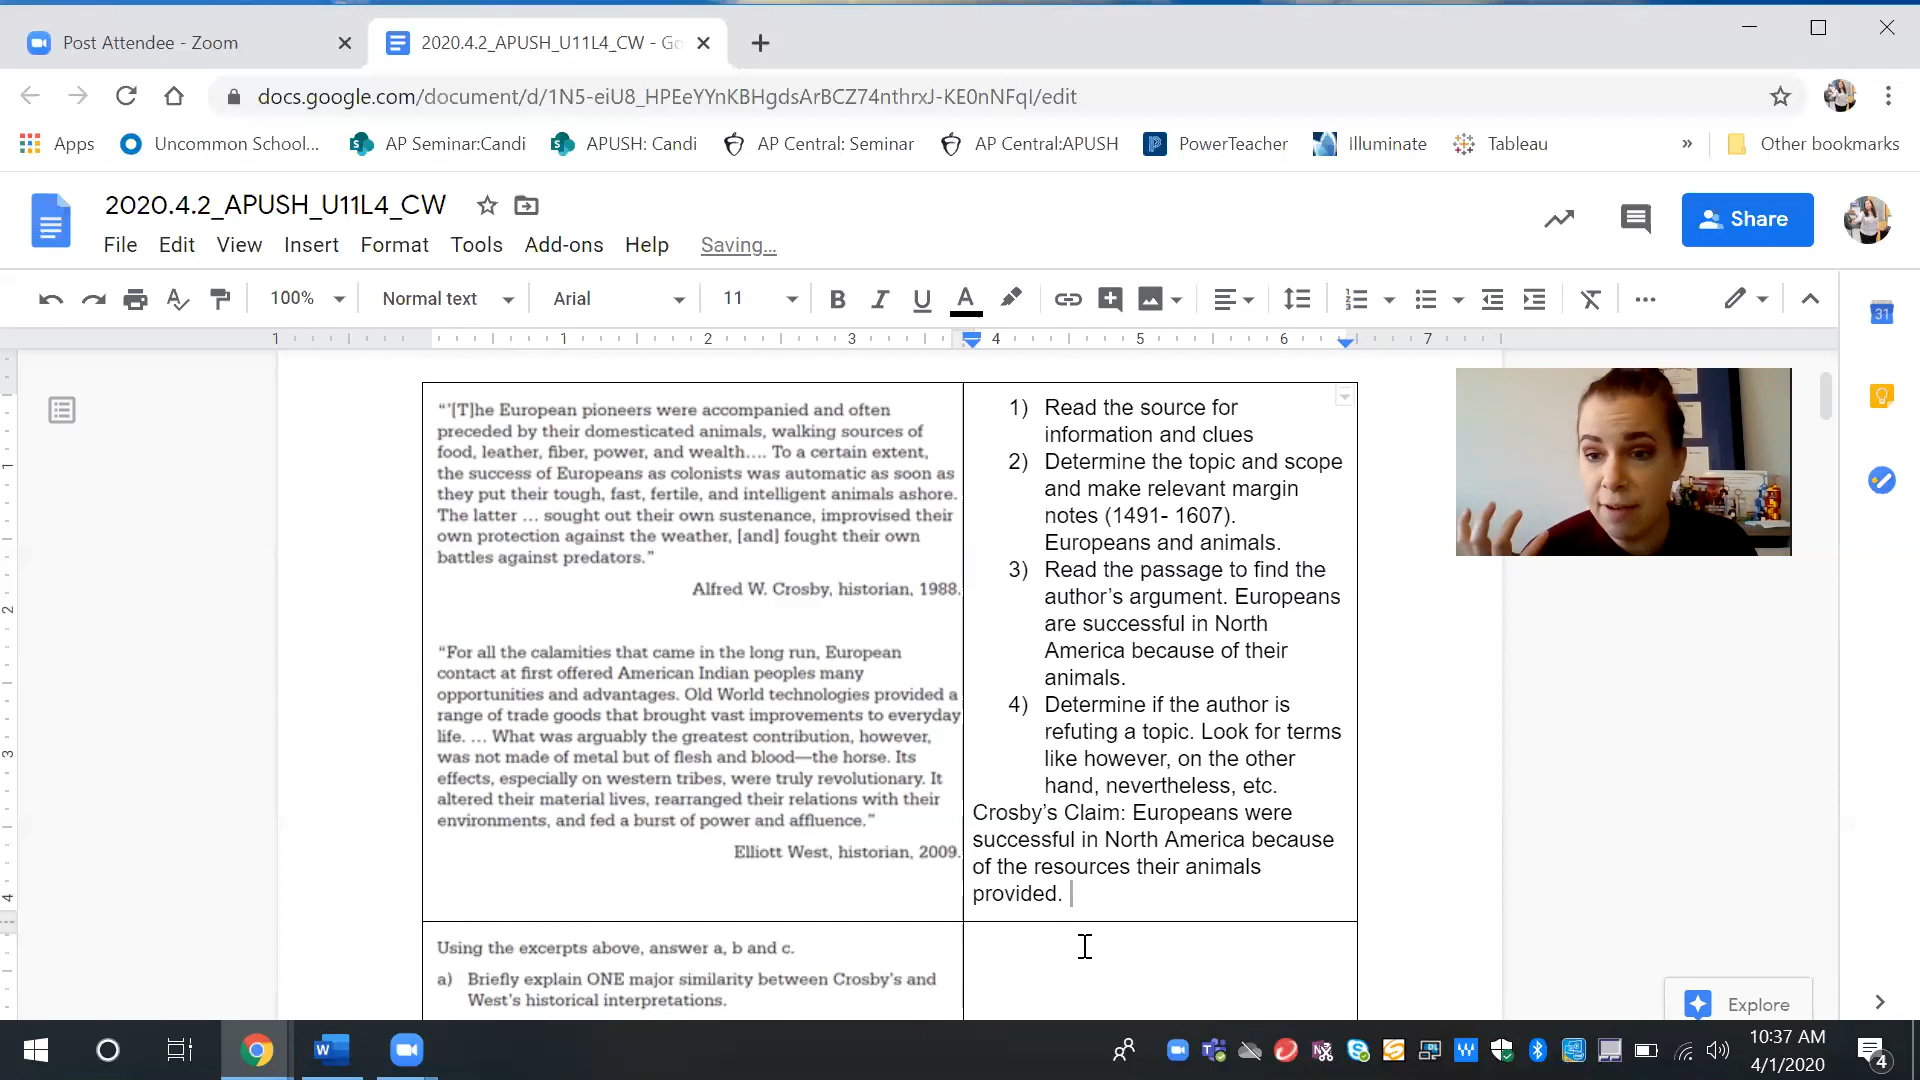 Post Attendee - Zoom
2020.4.2_APUSH_U11L4_CW - Go
docs.google.com/document/d/1N5-eiU8_HPEeYYnKBHgdsArBCZ74nthrxJ-KE0nNFqI/edit
Apps
Uncommon School...
AP Seminar:Candi
APUSH: Candi
AP Central: Seminar
AP Central:APUSH
PowerTeacher
Illuminate
Tableau
»
Other bookmarks
2020.4.2_APUSH_U11L4_CW
Share
File Edit View Insert Format Tools Add-ons Help Saving...
100% Normal text Arial 11 B I U A
31
1 1 2 3 4 5 6 7
1
2
3
4
"'[T]he European pioneers were accompanied and often
preceded by their domesticated animals, walking sources of
food, leather, fiber, power, and wealth.... To a certain extent,
the success of Europeans as colonists was automatic as soon as
they put their tough, fast, fertile, and intelligent animals ashore.
The latter ... sought out their own sustenance, improvised their
own protection against the weather, [and] fought their own
battles against predators."
Alfred W. Crosby, historian, 1988.
"For all the calamities that came in the long run, European
contact at first offered American Indian peoples many
opportunities and advantages. Old World technologies provided a
range of trade goods that brought vast improvements to everyday
life. ... What was arguably the greatest contribution, however,
was not made of metal but of flesh and blood—the horse. Its
effects, especially on western tribes, were truly revolutionary. It
altered their material lives, rearranged their relations with their
environments, and fed a burst of power and affluence."
Elliott West, historian, 2009.
1) Read the source for
information and clues
2) Determine the topic and scope
and make relevant margin
notes (1491- 1607).
Europeans and animals.
3) Read the passage to find the
author's argument. Europeans
are successful in North
America because of their
animals.
4) Determine if the author is
refuting a topic. Look for terms
like however, on the other
hand, nevertheless, etc.
Crosby's Claim: Europeans were
successful in North America because
of the resources their animals
provided.
Using the excerpts above, answer a, b and c.
a) Briefly explain ONE major similarity between Crosby's and
West's historical interpretations.
Explore
10:37 AM
4/1/2020
4